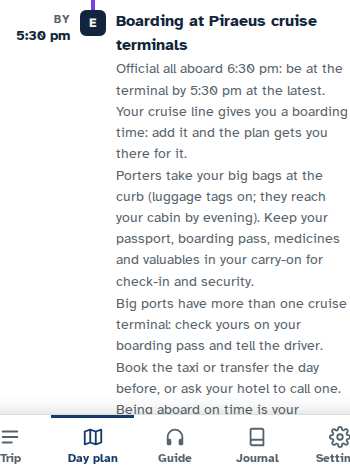 BY
5:30 pm
E
Boarding at Piraeus cruise
terminals
Official all aboard 6:30 pm: be at the
terminal by 5:30 pm at the latest.
Your cruise line gives you a boarding
time: add it and the plan gets you
there for it.
Porters take your big bags at the
curb (luggage tags on; they reach
your cabin by evening). Keep your
passport, boarding pass, medicines
and valuables in your carry-on for
check-in and security.
Big ports have more than one cruise
terminal: check yours on your
boarding pass and tell the driver.
Book the taxi or transfer the day
before, or ask your hotel to call one.
Being aboard on time is your
Trip
Day plan
Guide
Journal
Settin